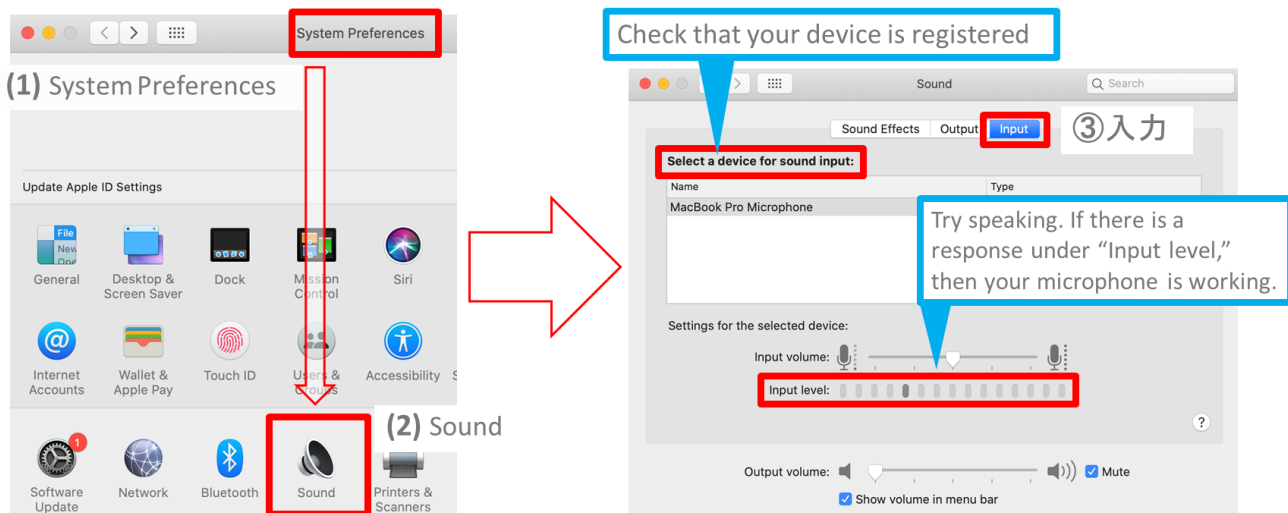 System Preferences
(1) System Preferences
Update Apple ID Settings
File
New
Ope
General
Desktop &
Screen Saver
Dock
Mission
Control
Siri
Internet
Accounts
Wallet &
Apple Pay
Touch ID
Users &
Groups
Accessibility
1
Software
Update
Network
Bluetooth
Sound
Printers &
Scanners
(2) Sound
Check that your device is registered
Sound
Search
Sound Effects
Output
Input
③入力
Select a device for sound input:
Name
Type
MacBook Pro Microphone
Try speaking. If there is a
response under “Input level,”
then your microphone is working.
Settings for the selected device:
Input volume:
Input level:
?
Output volume:
Mute
Show volume in menu bar